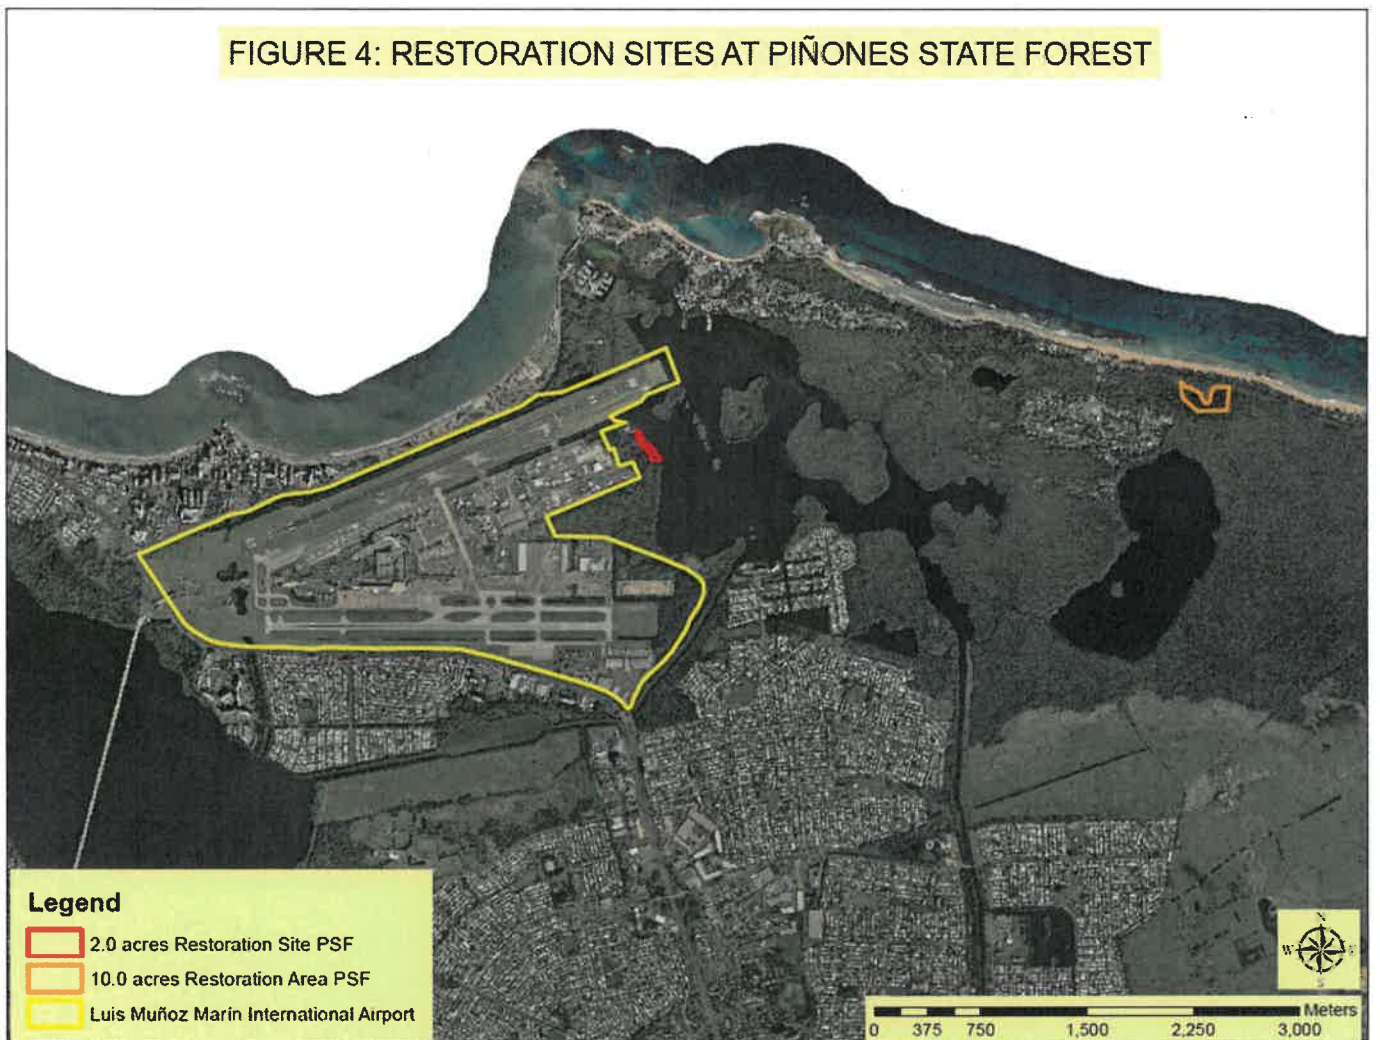 FIGURE 4: RESTORATION SITES AT PIÑONES STATE FOREST
Legend
2.0 acres Restoration Site PSF
10.0 acres Restoration Area PSF
Luis Muñoz Marin International Airport
N
W E
S
Meters
0 375 750 1,500 2,250 3,000